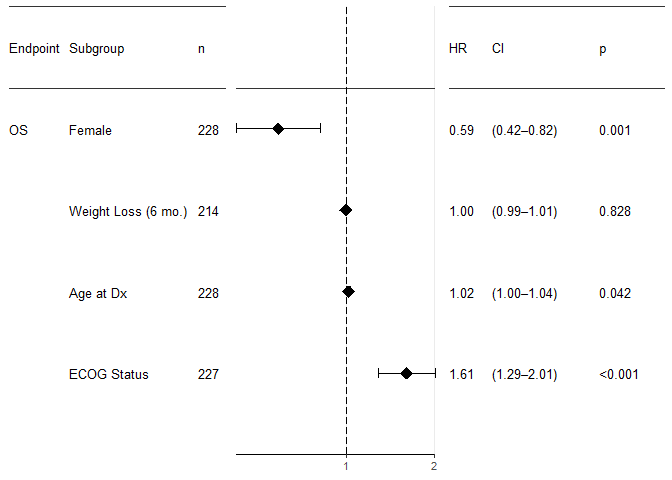 Endpoint Subgroup n HR CI p
OS Female 228 0.59 (0.42–0.82) 0.001
Weight Loss (6 mo.) 214 1.00 (0.99–1.01) 0.828
Age at Dx 228 1.02 (1.00–1.04) 0.042
ECOG Status 227 1.61 (1.29–2.01) <0.001
1 2